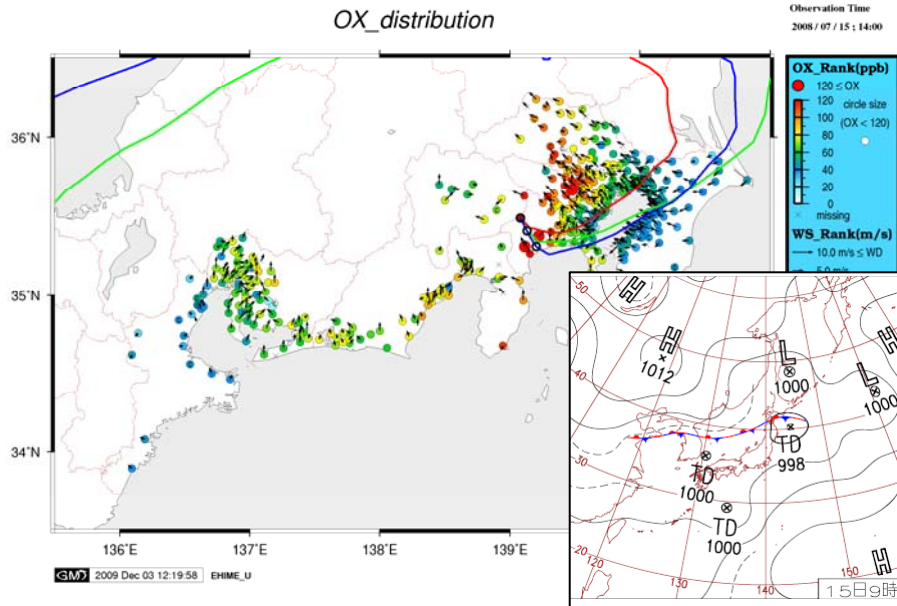 OX_distribution
Observation Time
2008 / 07 / 15 ; 14:00
OX_Rank(ppb)
120 ≤ OX
120
100
80
60
40
20
0
circle size
(OX < 120)
missing
WS_Rank(m/s)
10.0 m/s ≤ WD
5.0 m/s
36°N
35°N
34°N
136°E
137°E
138°E
139°E
GMD 2009 Dec 03 12:19:58 EHIME_U
50
40
30
20
H
H
1012
L
1000
H
L
1000
TD
998
TD
1000
TD
1000
H
120
130
140
150
15日9時